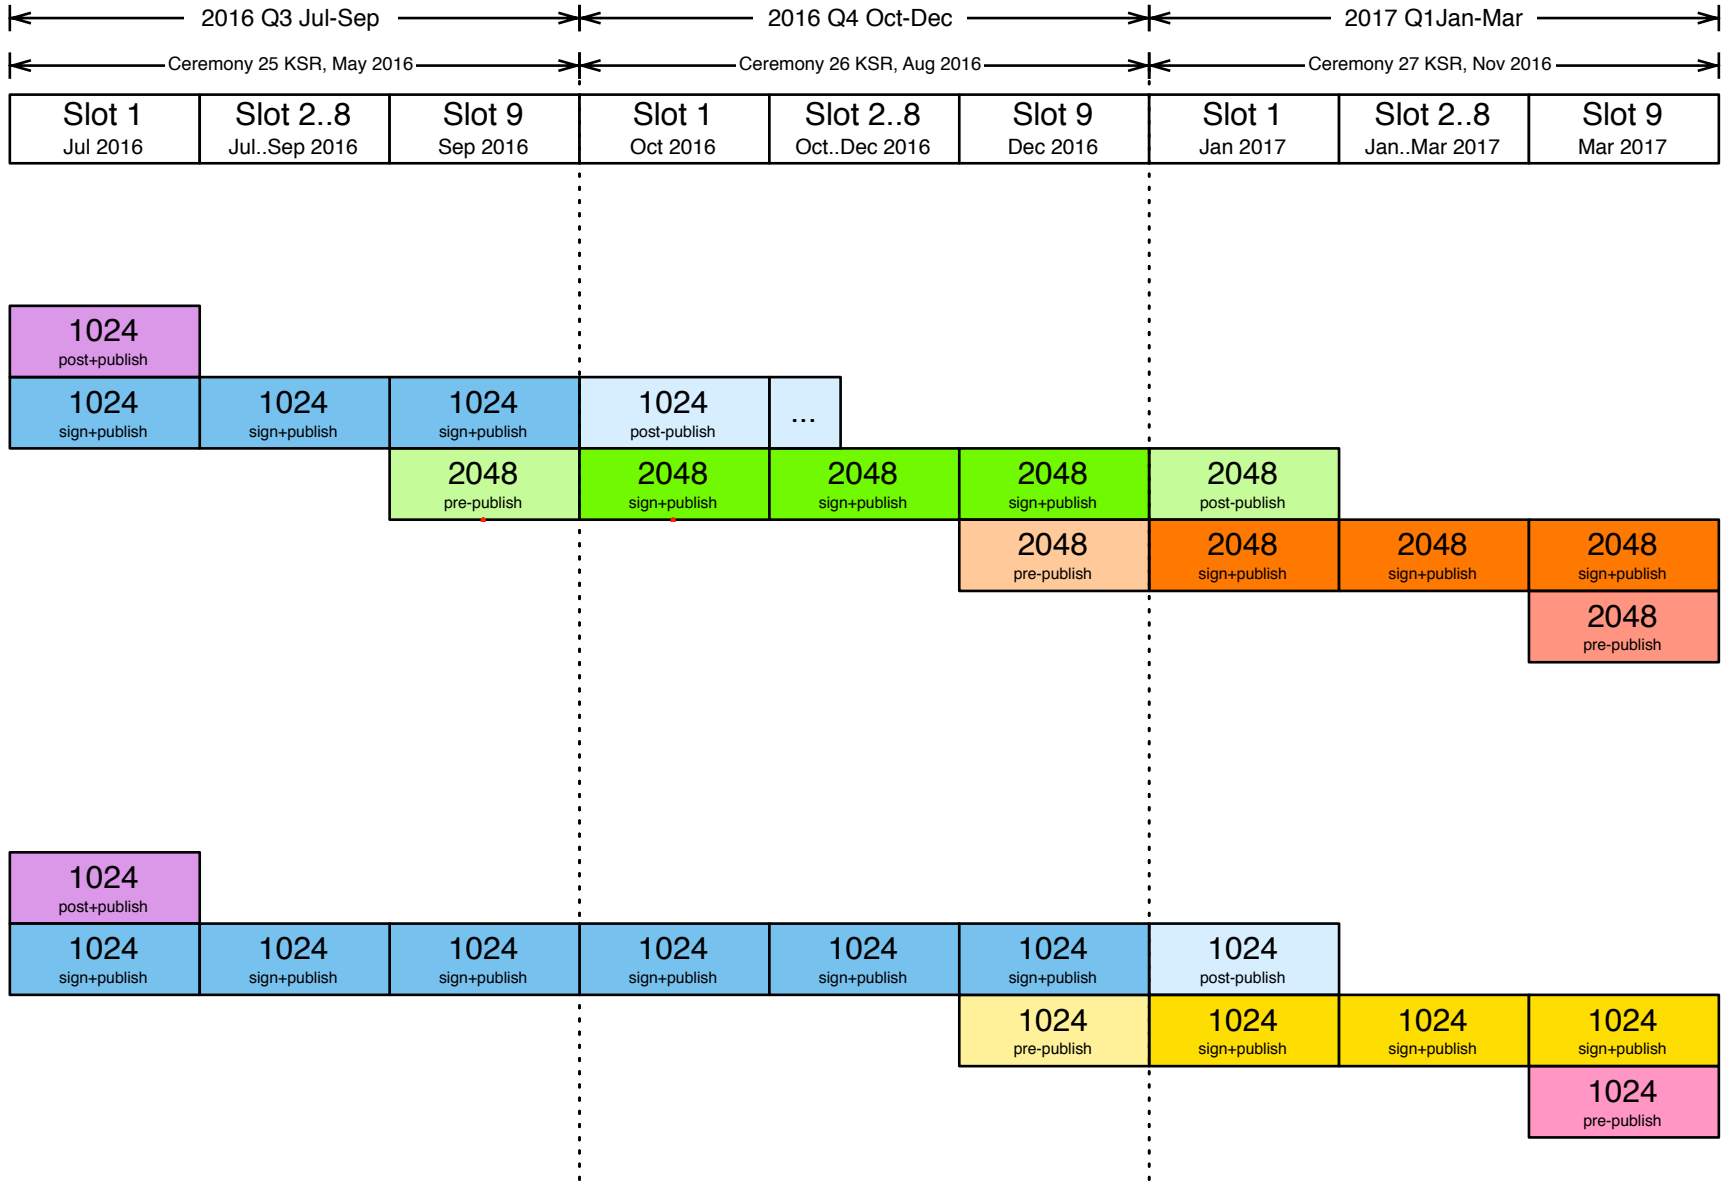 2016 Q3 Jul-Sep 2016 Q4 Oct-Dec 2017 Q1Jan-Mar
Ceremony 25 KSR, May 2016 Ceremony 26 KSR, Aug 2016 Ceremony 27 KSR, Nov 2016
Slot 1 Slot 2..8 Slot 9 Slot 1 Slot 2..8 Slot 9 Slot 1 Slot 2..8 Slot 9
Jul 2016 Jul..Sep 2016 Sep 2016 Oct 2016 Oct..Dec 2016 Dec 2016 Jan 2017 Jan..Mar 2017 Mar 2017
1024
post+publish
1024 1024 1024 1024 ...
sign+publish sign+publish sign+publish post-publish
2048 2048 2048 2048 2048
pre-publish sign+publish sign+publish sign+publish post-publish
2048 2048 2048 2048
pre-publish sign+publish sign+publish sign+publish
2048
pre-publish
1024
post+publish
1024 1024 1024 1024 1024 1024 1024
sign+publish sign+publish sign+publish sign+publish sign+publish sign+publish post-publish
1024 1024 1024 1024
pre-publish sign+publish sign+publish sign+publish
1024
pre-publish